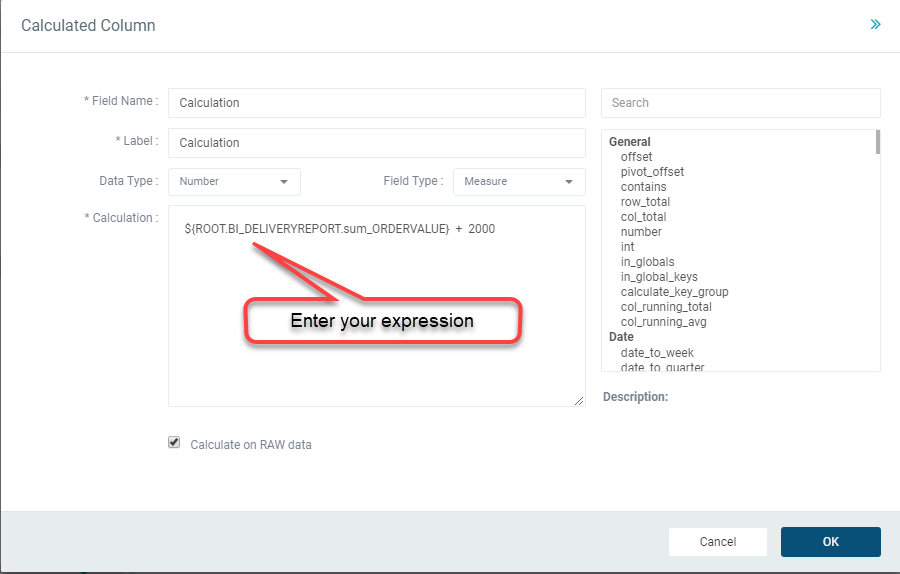 Calculated Column
* Field Name :
Calculation
* Label :
Calculation
Data Type :
Number
Field Type :
Measure
* Calculation :
${ROOT.BI_DELIVERYREPORT.sum_ORDERVALUE} + 2000
Enter your expression
Calculate on RAW data
Search
General
offset
pivot_offset
contains
row_total
col_total
number
int
in_globals
in_global_keys
calculate_key_group
col_running_total
col_running_avg
Date
date_to_week
date_to_quarter
Description:
Cancel
OK